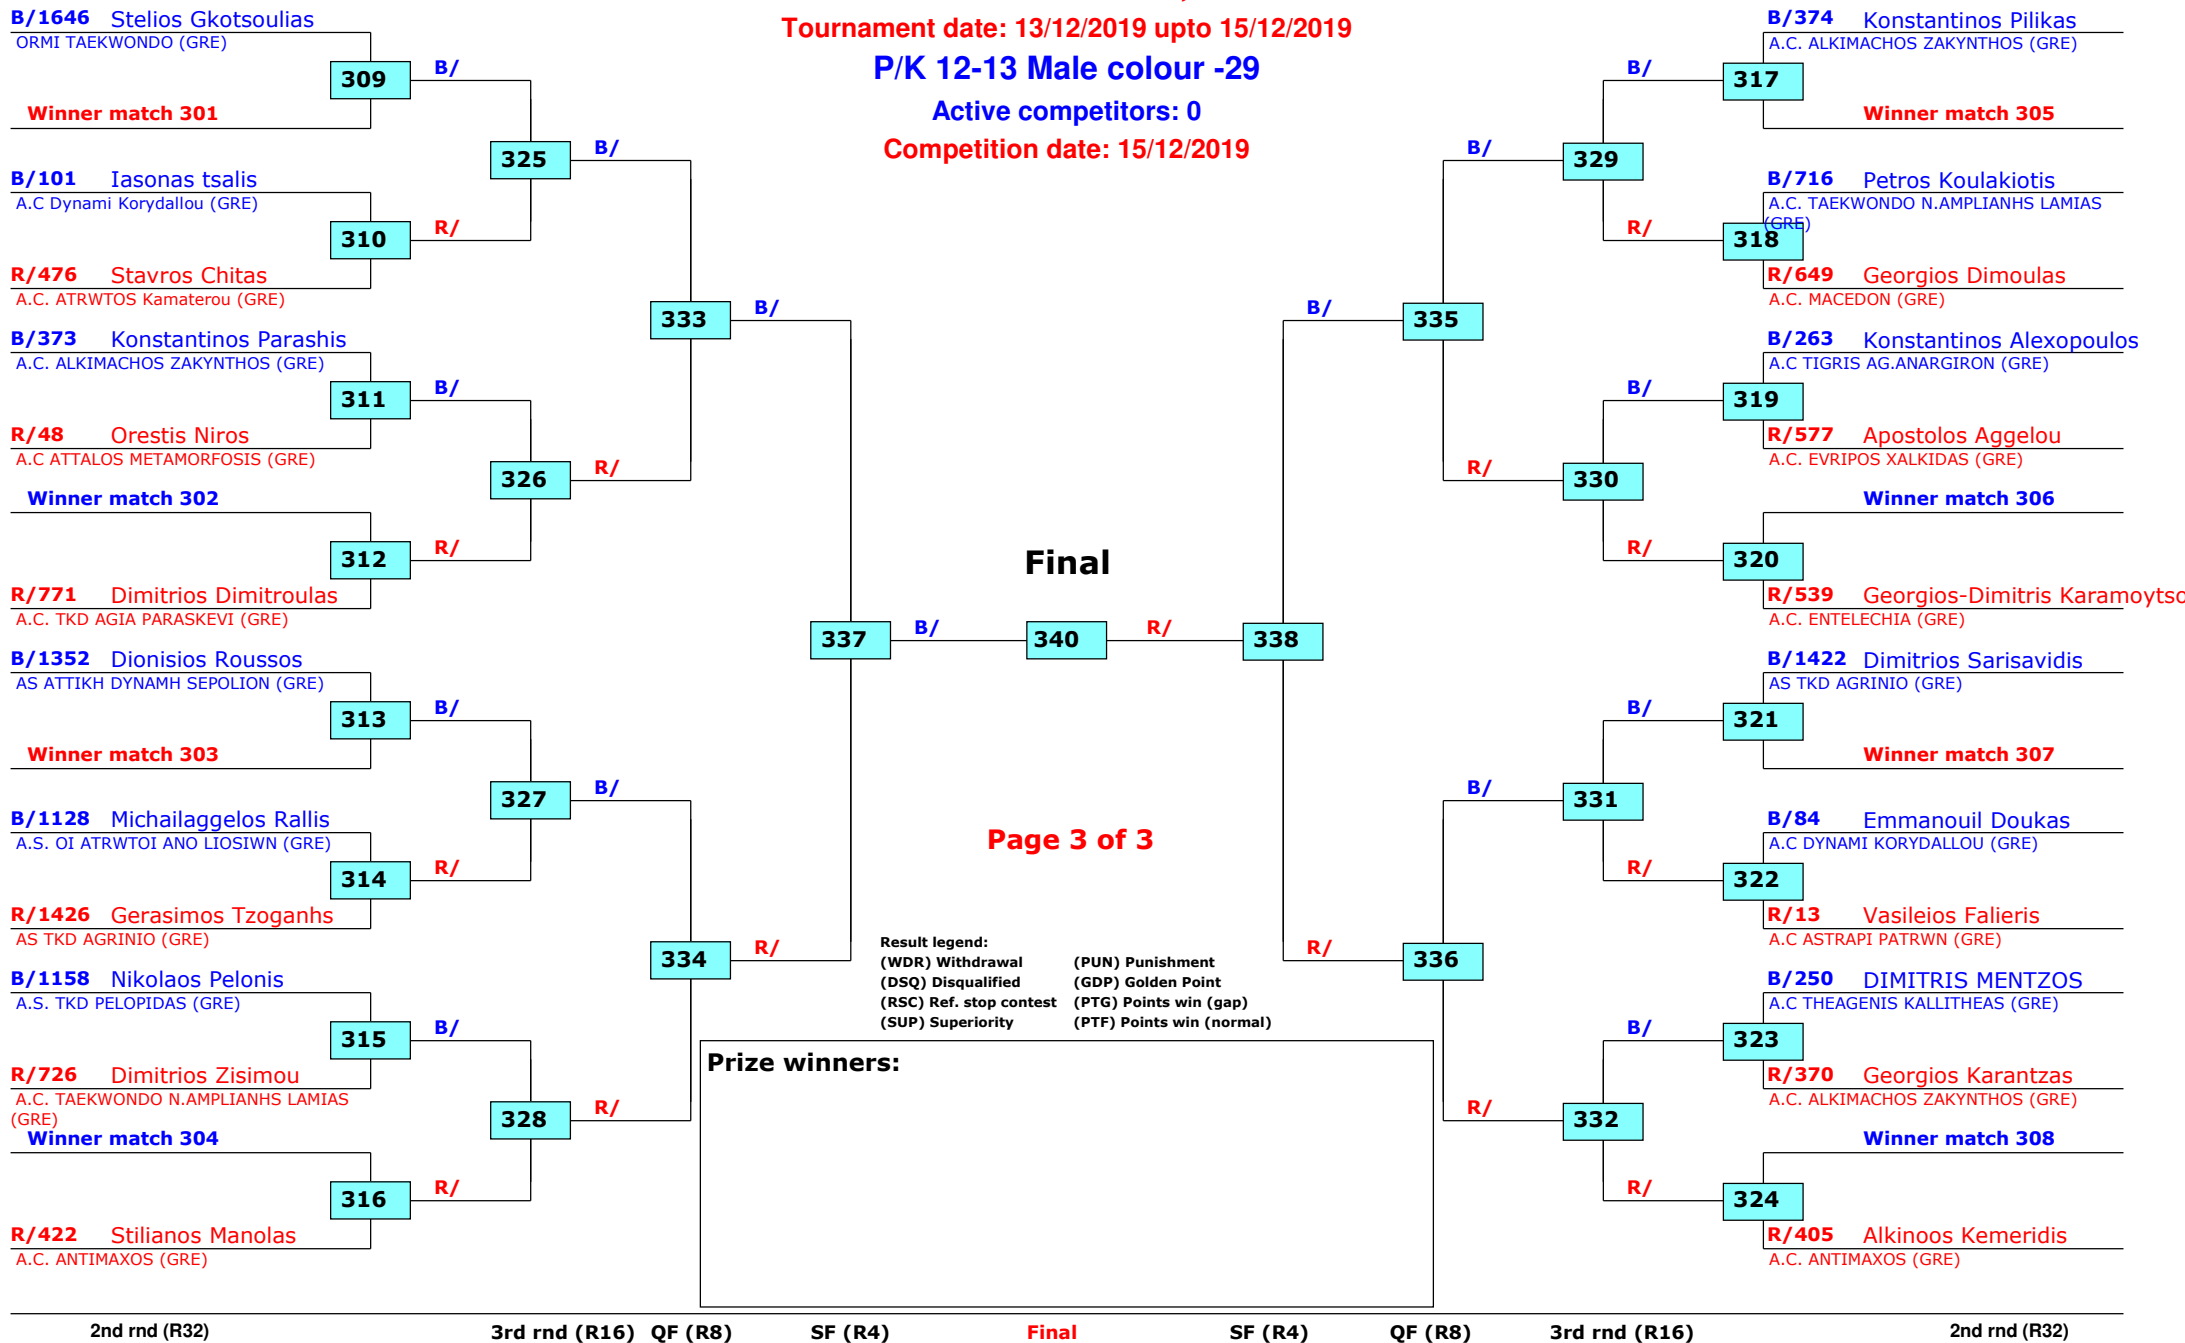 Tournament date: 13/12/2019 upto 15/12/2019
P/K 12-13 Male colour -29
Active competitors: 0
Competition date: 15/12/2019
B/1646 Stelios Gkotsoulias
ORMI TAEKWONDO (GRE)
309 B/
Winner match 301
325 B/
B/101 Iasonas tsalis
A.C Dynami Korydallou (GRE)
310 R/
R/476 Stavros Chitas
A.C. ATRWTOS Kamaterou (GRE)
333 B/
B/373 Konstantinos Parashis
A.C. ALKIMACHOS ZAKYNTHOS (GRE)
311 B/
R/48 Orestis Niros
A.C ATTALOS METAMORFOSIS (GRE)
326 R/
Winner match 302
312 R/
R/771 Dimitrios Dimitroulas
A.C. TKD AGIA PARASKEVI (GRE)
337 B/
B/1352 Dionisios Roussos
AS ATTIKH DYNAMH SEPOLION (GRE)
313 B/
Winner match 303
327 B/
B/1128 Michailaggelos Rallis
A.S. OI ATRWTOI ANO LIOSIWN (GRE)
314 R/
R/1426 Gerasimos Tzoganhs
AS TKD AGRINIO (GRE)
334 R/
B/1158 Nikolaos Pelonis
A.S. TKD PELOPIDAS (GRE)
315 B/
R/726 Dimitrios Zisimou
A.C. TAEKWONDO N.AMPLIANHS LAMIAS
(GRE)
328 R/
Winner match 304
316 R/
R/422 Stilianos Manolas
A.C. ANTIMAXOS (GRE)
Final
340
R/ 338
Page 3 of 3
Result legend:
(WDR) Withdrawal (PUN) Punishment
(DSQ) Disqualified (GDP) Golden Point
(RSC) Ref. stop contest (PTG) Points win (gap)
(SUP) Superiority (PTF) Points win (normal)
Prize winners:
B/374 Konstantinos Pilikas
A.C. ALKIMACHOS ZAKYNTHOS (GRE)
B/ 317
Winner match 305
B/ 329
B/716 Petros Koulakiotis
A.C. TAEKWONDO N.AMPLIANHS LAMIAS
(GRE)
R/ 318
R/649 Georgios Dimoulas
A.C. MACEDON (GRE)
B/ 335
B/263 Konstantinos Alexopoulos
A.C TIGRIS AG.ANARGIRON (GRE)
B/ 319
R/577 Apostolos Aggelou
A.C. EVRIPOS XALKIDAS (GRE)
R/ 330
Winner match 306
R/ 320
R/539 Georgios-Dimitris Karamoytso
A.C. ENTELECHIA (GRE)
B/1422 Dimitrios Sarisavidis
AS TKD AGRINIO (GRE)
B/ 321
Winner match 307
B/ 331
B/84 Emmanouil Doukas
A.C DYNAMI KORYDALLOU (GRE)
R/ 322
R/13 Vasileios Falieris
A.C ASTRAPI PATRWN (GRE)
R/ 336
B/250 DIMITRIS MENTZOS
A.C THEAGENIS KALLITHEAS (GRE)
B/ 323
R/370 Georgios Karantzas
A.C. ALKIMACHOS ZAKYNTHOS (GRE)
R/ 332
Winner match 308
R/ 324
R/405 Alkinoos Kemeridis
A.C. ANTIMAXOS (GRE)
2nd rnd (R32) 3rd rnd (R16) QF (R8) SF (R4) Final SF (R4) QF (R8) 3rd rnd (R16) 2nd rnd (R32)